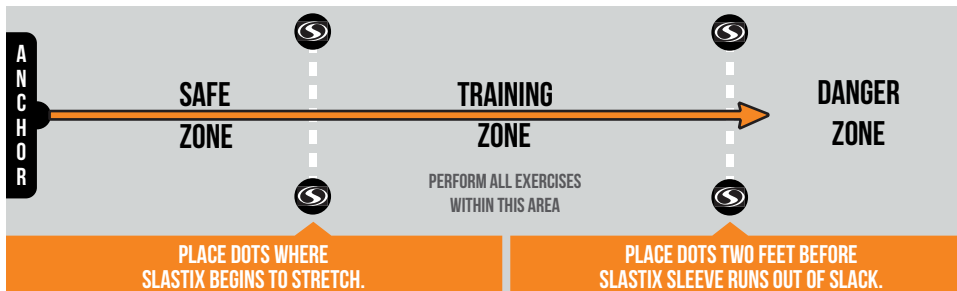 ANCHOR
SAFE
ZONE
TRAINING
ZONE
DANGER
ZONE
PERFORM ALL EXERCISES
WITHIN THIS AREA
PLACE DOTS WHERE
SLASTIX BEGINS TO STRETCH.
PLACE DOTS TWO FEET BEFORE
SLASTIX SLEEVE RUNS OUT OF SLACK.